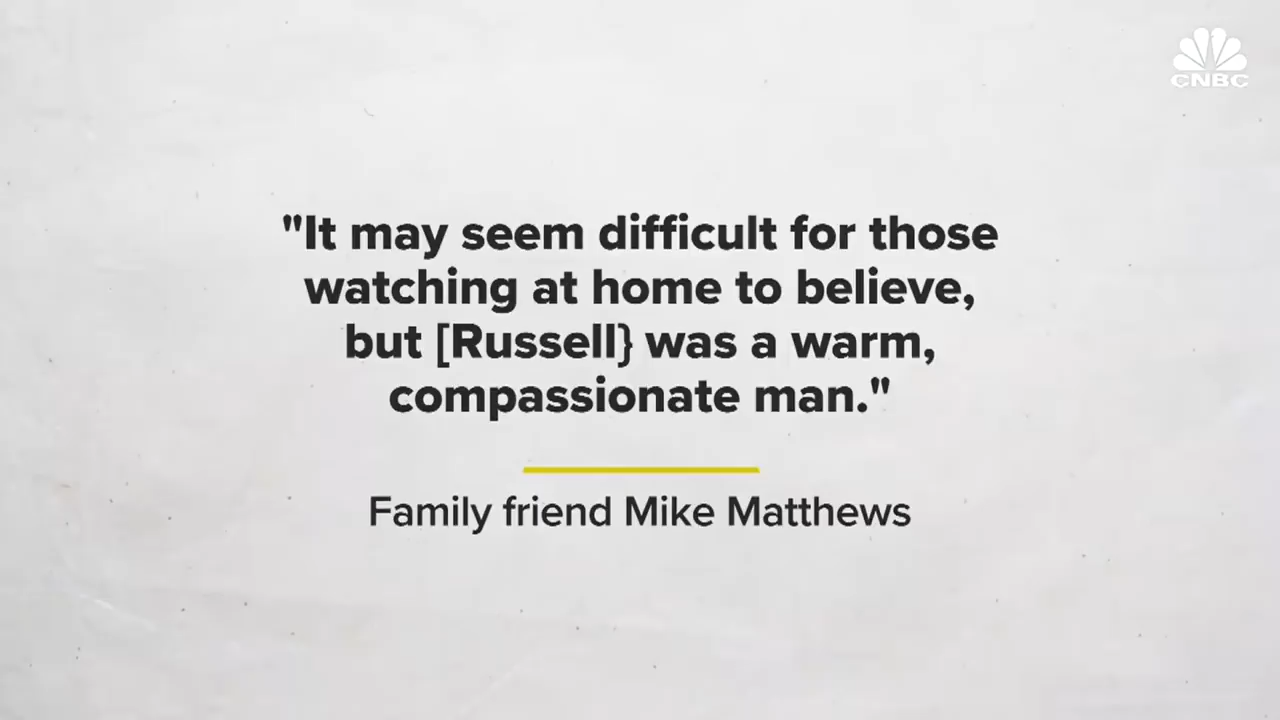 CNBC
"It may seem difficult for those
watching at home to believe,
but [Russell} was a warm,
compassionate man."
Family friend Mike Matthews